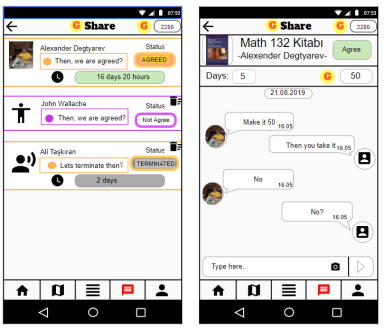 07:53
G Share G 2200
Alexander Degtyarev Status
Then, we are agreed? AGREED
16 days 20 hours
John Wallache Status
Then, we are agreed? Not Agree
Ali Taşkıran Status
Lets terminate then? TERMINATED
2 days
07:53
G Share G 2200
Math 132 Kitabı
-Alexander Degtyarev-
Agree
Days: 5 G 50
21.08.2019
Make it 50
16.05
Then you take it 16.05
No
16.05
No?
16.05
Type here..